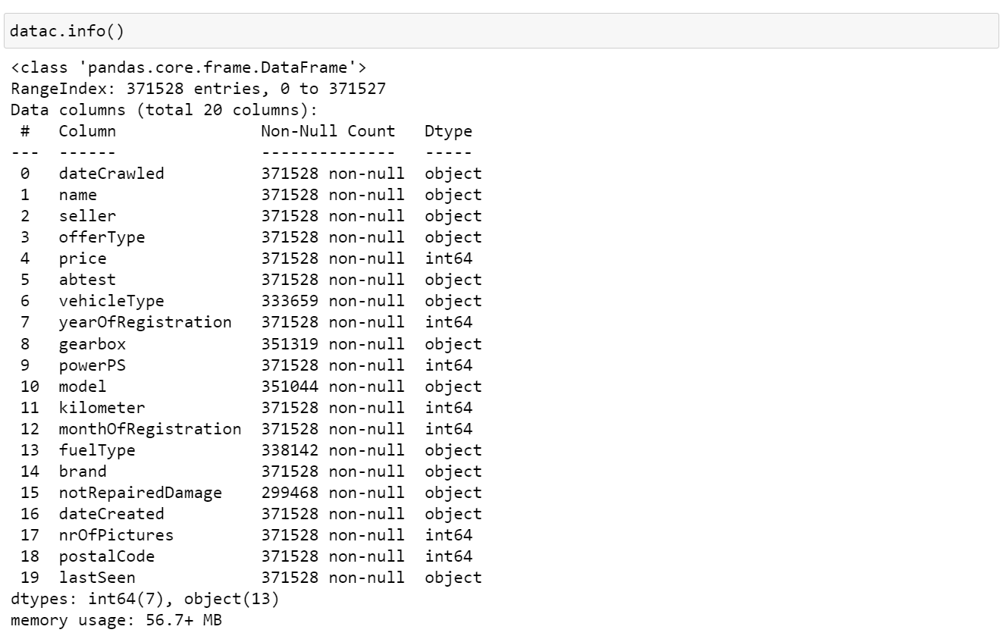 datac.info()
<class 'pandas.core.frame.DataFrame'>
RangeIndex: 371528 entries, 0 to 371527
Data columns (total 20 columns):
 #   Column               Non-Null Count   Dtype
---  ------               --------------   -----
 0   dateCrawled          371528 non-null  object
 1   name                 371528 non-null  object
 2   seller               371528 non-null  object
 3   offerType            371528 non-null  object
 4   price                371528 non-null  int64
 5   abtest               371528 non-null  object
 6   vehicleType          333659 non-null  object
 7   yearOfRegistration   371528 non-null  int64
 8   gearbox              351319 non-null  object
 9   powerPS              371528 non-null  int64
 10  model                351044 non-null  object
 11  kilometer            371528 non-null  int64
 12  monthOfRegistration  371528 non-null  int64
 13  fuelType             338142 non-null  object
 14  brand                371528 non-null  object
 15  notRepairedDamage    299468 non-null  object
 16  dateCreated          371528 non-null  object
 17  nrOfPictures         371528 non-null  int64
 18  postalCode           371528 non-null  int64
 19  lastSeen             371528 non-null  object
dtypes: int64(7), object(13)
memory usage: 56.7+ MB